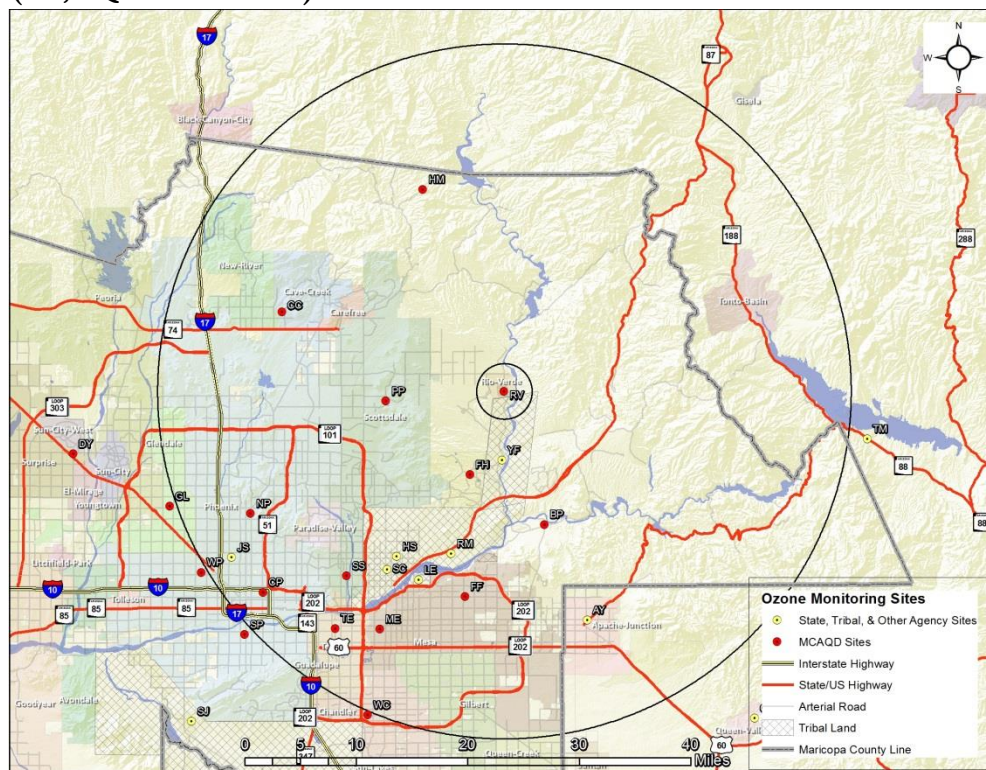 N
W E
S
17
87
Gisela
Black-Canyon-City
HM
188
288
New-River
Cave-Creek
Peoria
CC
Carefree
Tonto-Basin
74
17
Rio-Verde
RV
PP
Scottsdale
LOOP
303
Sun-City-West
LOOP
101
DY
Glendale
TM
Surprise
Sun-City
YF
FH
88
El-Mirage
Youngtown
GL
NP
Phoenix
51
Paradise-Valley
BP
88
JS
HS
RM
Litchfield-Park
WP
SS
SC
LE
10
10
CP
FF
Tolleson
85
85
85
LOOP
202
LOOP
202
17
143
TE
ME
Mesa
AY
Apache-Junction
SP
60
LOOP
202
Guadalupe
10
Goodyear
Avondale
SJ
LOOP
202
Chandler
WC
Gilbert
Queen-Valley
347
Queen-Creek
60
0 5 10 20 30 40
Miles
Ozone Monitoring Sites
State, Tribal, & Other Agency Sites
MCAQD Sites
Interstate Highway
State/US Highway
Arterial Road
Tribal Land
Maricopa County Line